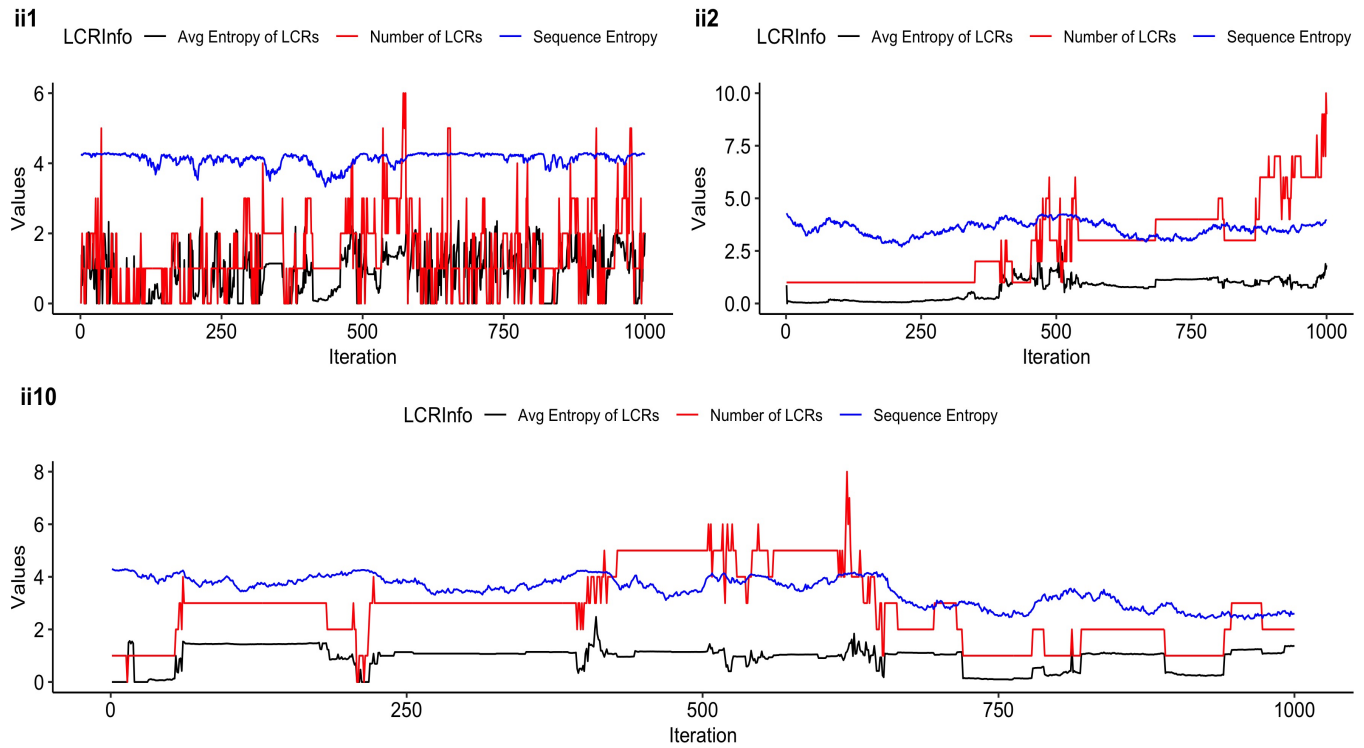 ii1
LCRInfo Avg Entropy of LCRs Number of LCRs Sequence Entropy
6
4
2
0
Values
0 250 500 750 1000
Iteration
ii2
LCRInfo Avg Entropy of LCRs Number of LCRs Sequence Entropy
10.0
7.5
5.0
2.5
0.0
Values
0 250 500 750 1000
Iteration
ii10
LCRInfo Avg Entropy of LCRs Number of LCRs Sequence Entropy
8
6
4
2
0
Values
0 250 500 750 1000
Iteration